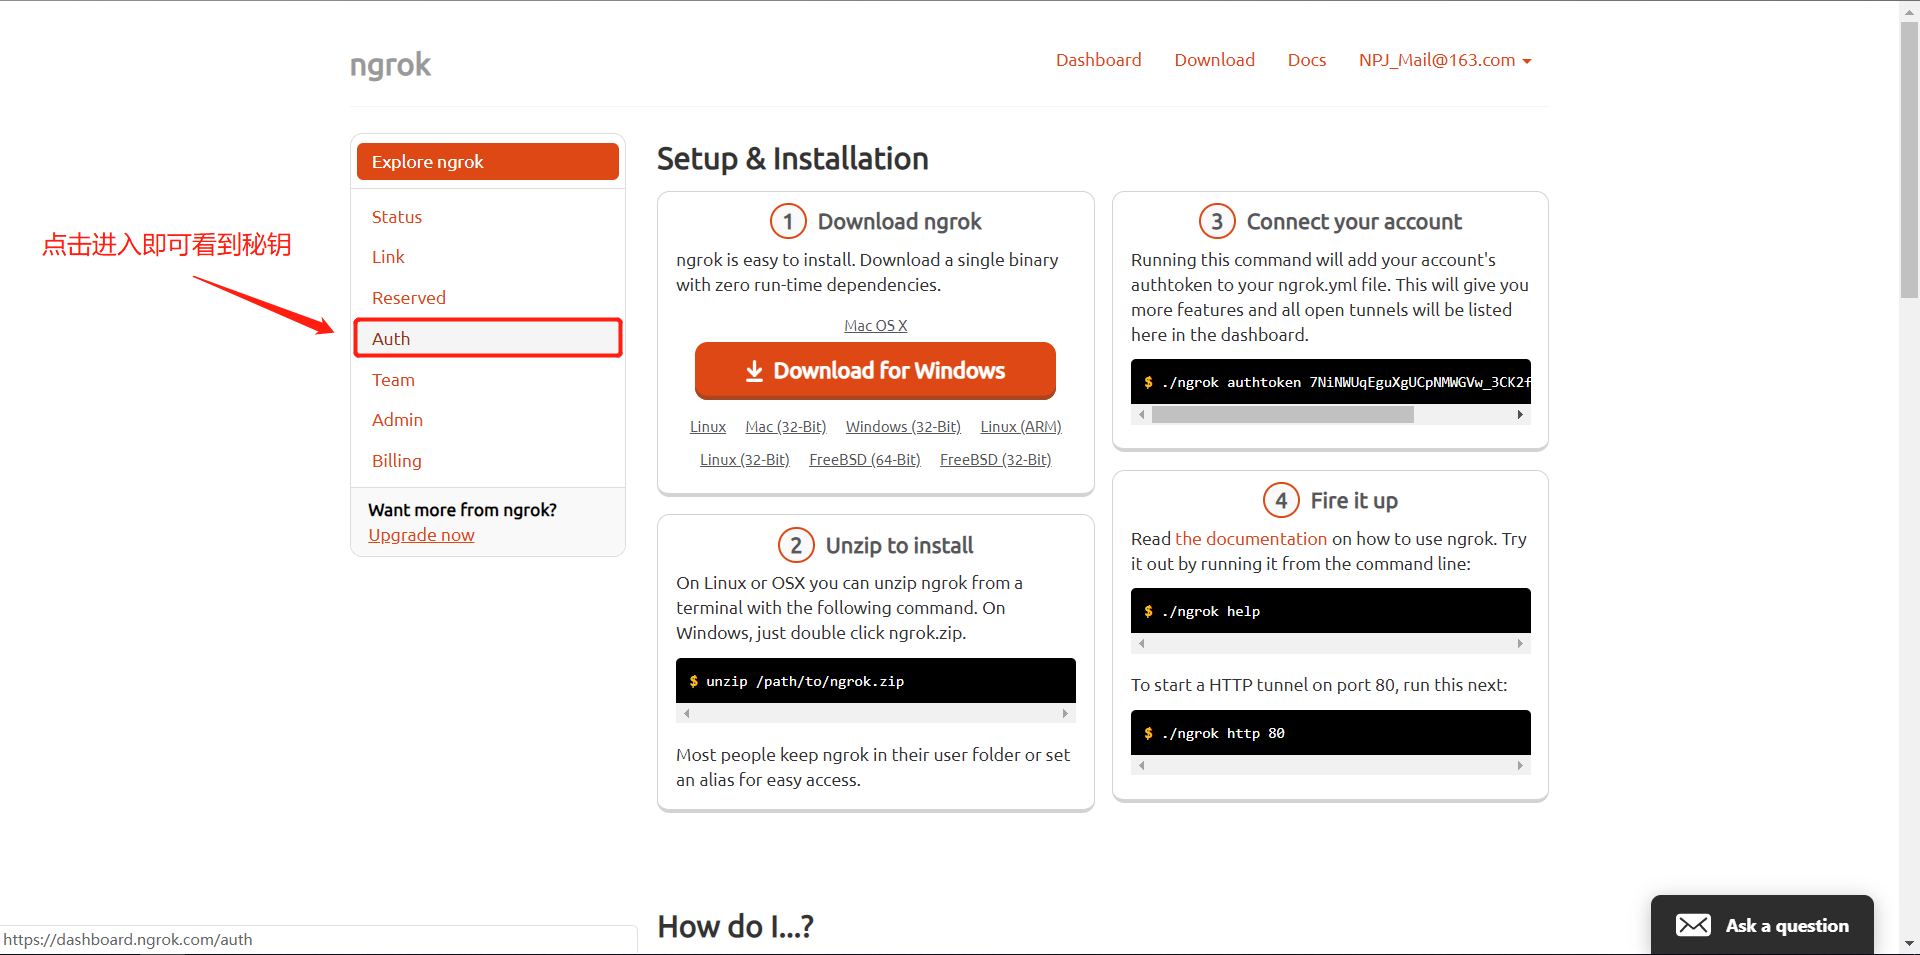 ngrok
Dashboard
Download
Docs
NPJ_Mail@163.com
Explore ngrok
Status
Link
Reserved
Auth
Team
Admin
Billing
Want more from ngrok?
Upgrade now
点击进入即可看到秘钥
Setup & Installation
1 Download ngrok
ngrok is easy to install. Download a single binary
with zero run-time dependencies.
Mac OS X
Download for Windows
Linux Mac (32-Bit) Windows (32-Bit) Linux (ARM)
Linux (32-Bit) FreeBSD (64-Bit) FreeBSD (32-Bit)
2 Unzip to install
On Linux or OSX you can unzip ngrok from a
terminal with the following command. On
Windows, just double click ngrok.zip.
$ unzip /path/to/ngrok.zip
Most people keep ngrok in their user folder or set
an alias for easy access.
3 Connect your account
Running this command will add your account's
authtoken to your ngrok.yml file. This will give you
more features and all open tunnels will be listed
here in the dashboard.
$ ./ngrok authtoken 7NiNWUqEguXgUCpNMWGVw_3CK2f
4 Fire it up
Read the documentation on how to use ngrok. Try
it out by running it from the command line:
$ ./ngrok help
To start a HTTP tunnel on port 80, run this next:
$ ./ngrok http 80
How do I...?
Ask a question
https://dashboard.ngrok.com/auth